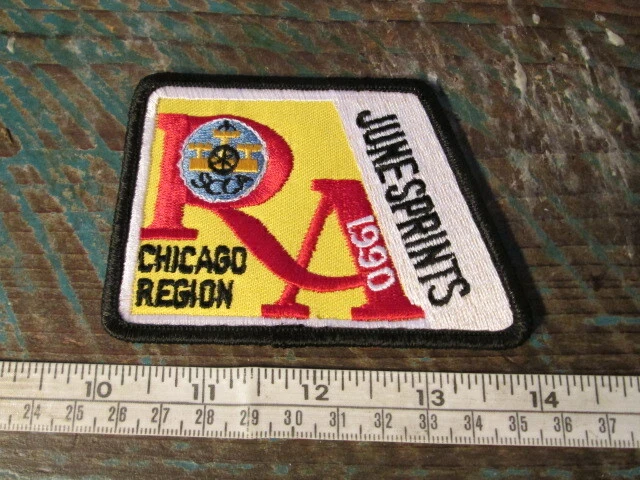 RA
SCCA
CHICAGO
REGION
1990
JUNE SPRINTS
10 11 12 13 14
24 25 26 27 28 29 30 31 32 33 34 35 36 37